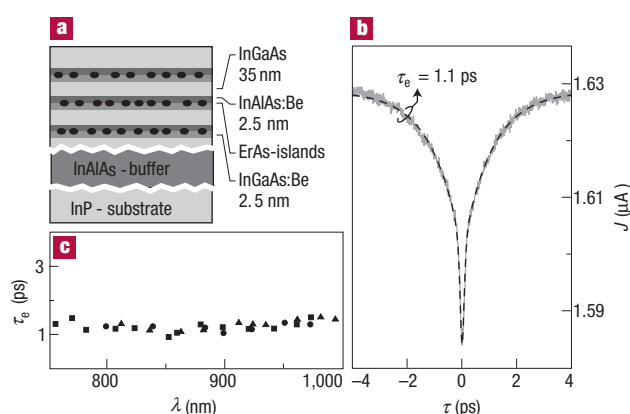 a
InGaAs
35 nm
InAlAs:Be
2.5 nm
ErAs-islands
InGaAs:Be
2.5 nm
InAlAs - buffer
InP - substrate
b
τe = 1.1 ps
1.63
1.61
1.59
J (μA)
−4
−2
0
2
4
τ (ps)
c
3
1
τe (ps)
800
900
1,000
λ (nm)